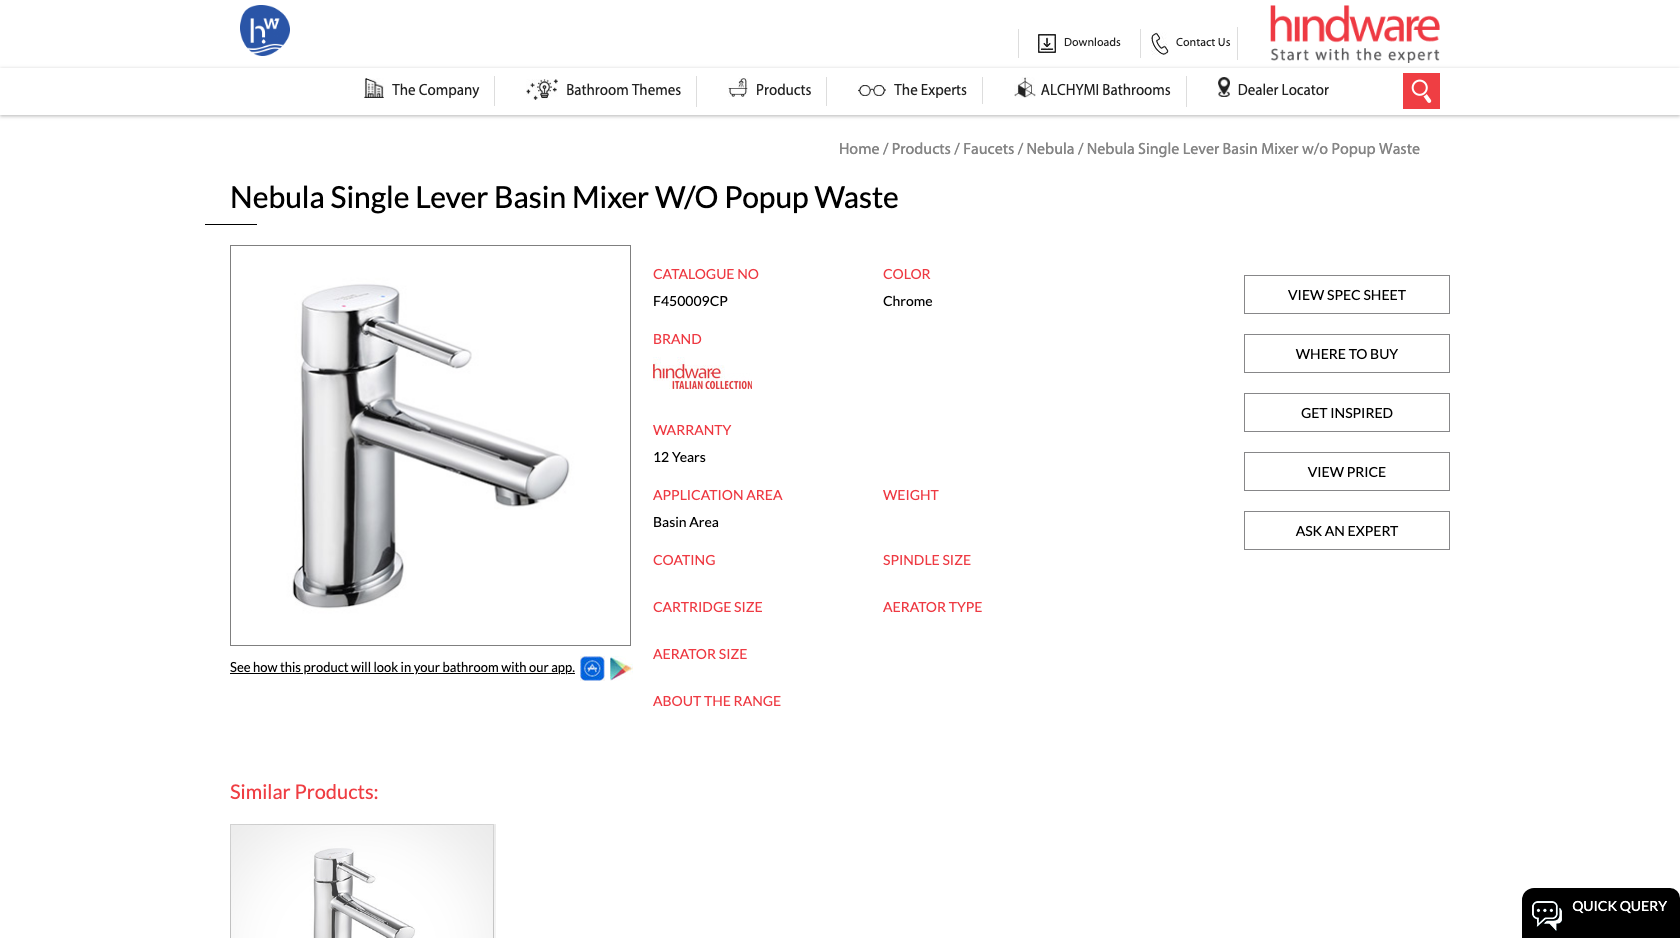 hw
Downloads
Contact Us
hindware
Start with the expert
The Company
Bathroom Themes
Products
The Experts
ALCHYMI Bathrooms
Dealer Locator
Home / Products / Faucets / Nebula / Nebula Single Lever Basin Mixer w/o Popup Waste
Nebula Single Lever Basin Mixer W/O Popup Waste
CATALOGUE NO
F450009CP
COLOR
Chrome
BRAND
hindware
ITALIAN COLLECTION
WARRANTY
12 Years
APPLICATION AREA
Basin Area
WEIGHT
COATING
SPINDLE SIZE
CARTRIDGE SIZE
AERATOR TYPE
AERATOR SIZE
ABOUT THE RANGE
VIEW SPEC SHEET
WHERE TO BUY
GET INSPIRED
VIEW PRICE
ASK AN EXPERT
See how this product will look in your bathroom with our app.
Similar Products:
QUICK QUERY